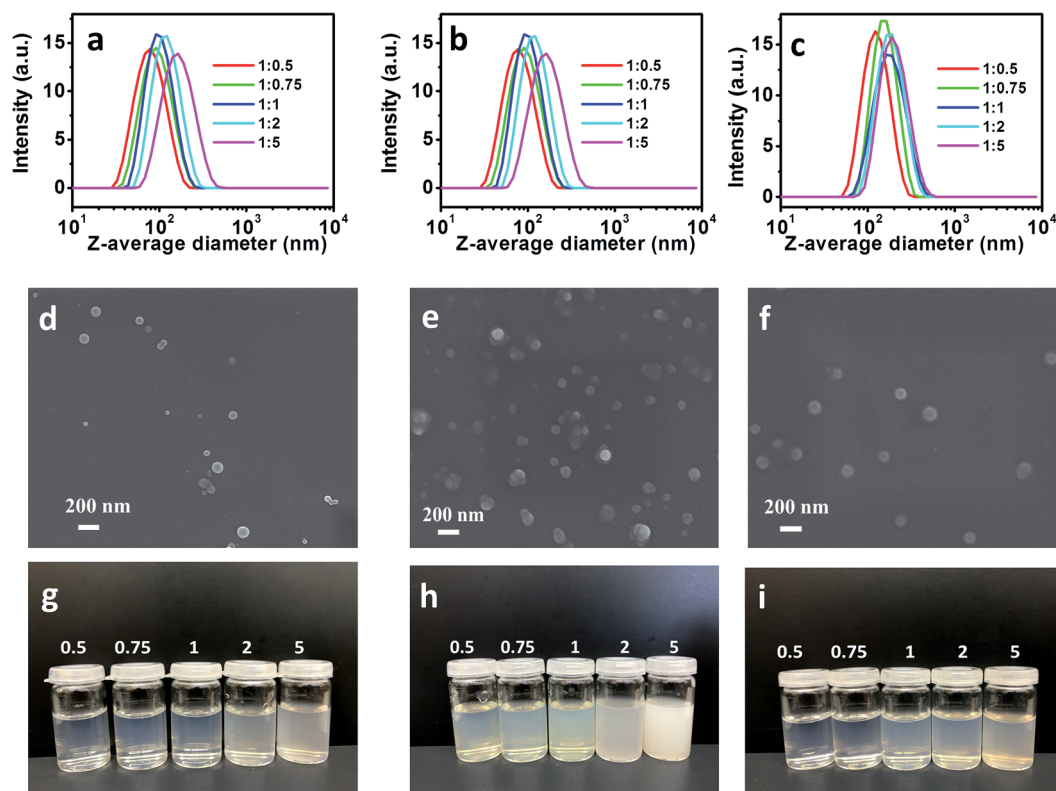 a
Intensity (a.u.)
15
10
5
0
1:0.5
1:0.75
1:1
1:2
1:5
10¹ 10² 10³ 10⁴
Z-average diameter (nm)
b
Intensity (a.u.)
15
10
5
0
1:0.5
1:0.75
1:1
1:2
1:5
10¹ 10² 10³ 10⁴
Z-average diameter (nm)
c
Intensity (a.u.)
15
10
5
0
1:0.5
1:0.75
1:1
1:2
1:5
10¹ 10² 10³ 10⁴
Z-average diameter (nm)
d
200 nm
e
200 nm
f
200 nm
g
0.5 0.75 1 2 5
h
0.5 0.75 1 2 5
i
0.5 0.75 1 2 5